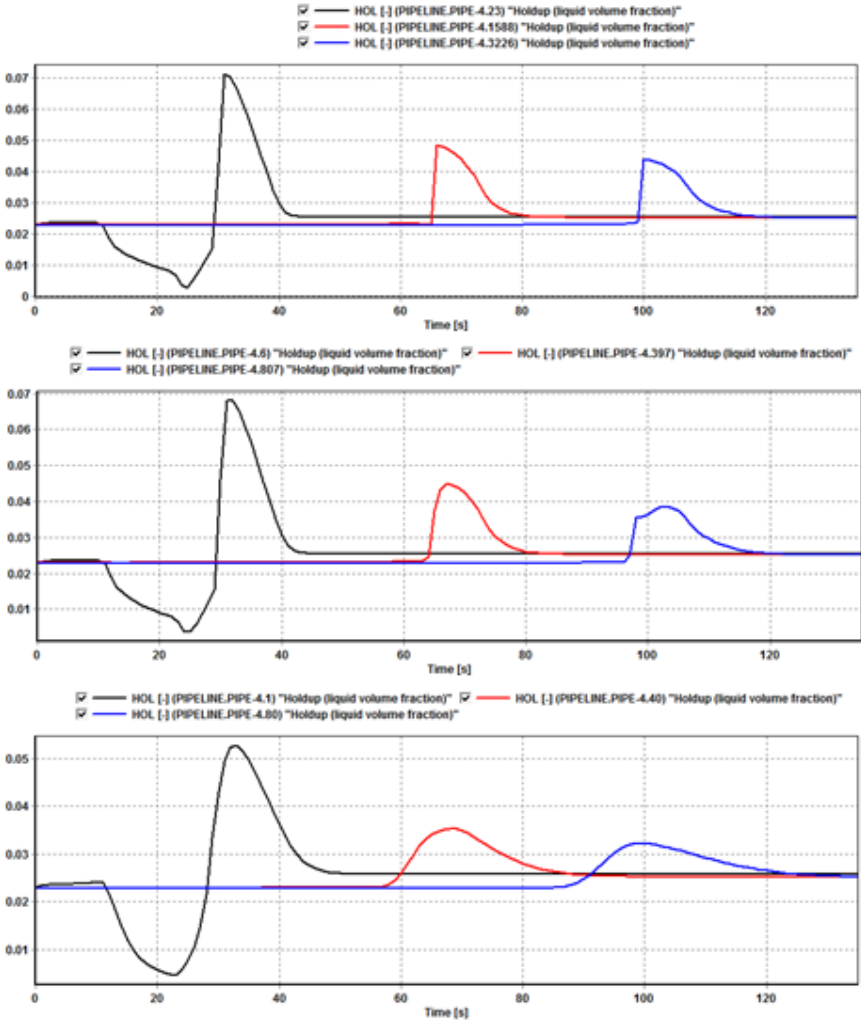 HOL [-] (PIPELINE.PIPE-4.23) "Holdup (liquid volume fraction)"
HOL [-] (PIPELINE.PIPE-4.1588) "Holdup (liquid volume fraction)"
HOL [-] (PIPELINE.PIPE-4.3226) "Holdup (liquid volume fraction)"
0.07
0.06
0.05
0.04
0.03
0.02
0.01
0
0 20 40 60 80 100 120
Time [s]
HOL [-] (PIPELINE.PIPE-4.6) "Holdup (liquid volume fraction)" HOL [-] (PIPELINE.PIPE-4.397) "Holdup (liquid volume fraction)"
HOL [-] (PIPELINE.PIPE-4.807) "Holdup (liquid volume fraction)"
0.07
0.06
0.05
0.04
0.03
0.02
0.01
0 20 40 60 80 100 120
Time [s]
HOL [-] (PIPELINE.PIPE-4.1) "Holdup (liquid volume fraction)" HOL [-] (PIPELINE.PIPE-4.40) "Holdup (liquid volume fraction)"
HOL [-] (PIPELINE.PIPE-4.80) "Holdup (liquid volume fraction)"
0.05
0.04
0.03
0.02
0.01
0 20 40 60 80 100 120
Time [s]